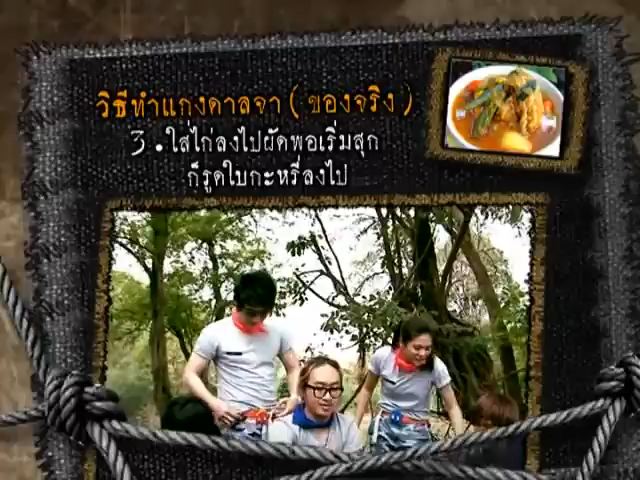 วิธีทำแกงดาลจา ( ของจริง )
3 . ใส่ไก่ลงไปผัดพอเริ่มสุก
ก็รูดใบกะหรี่ลงไป